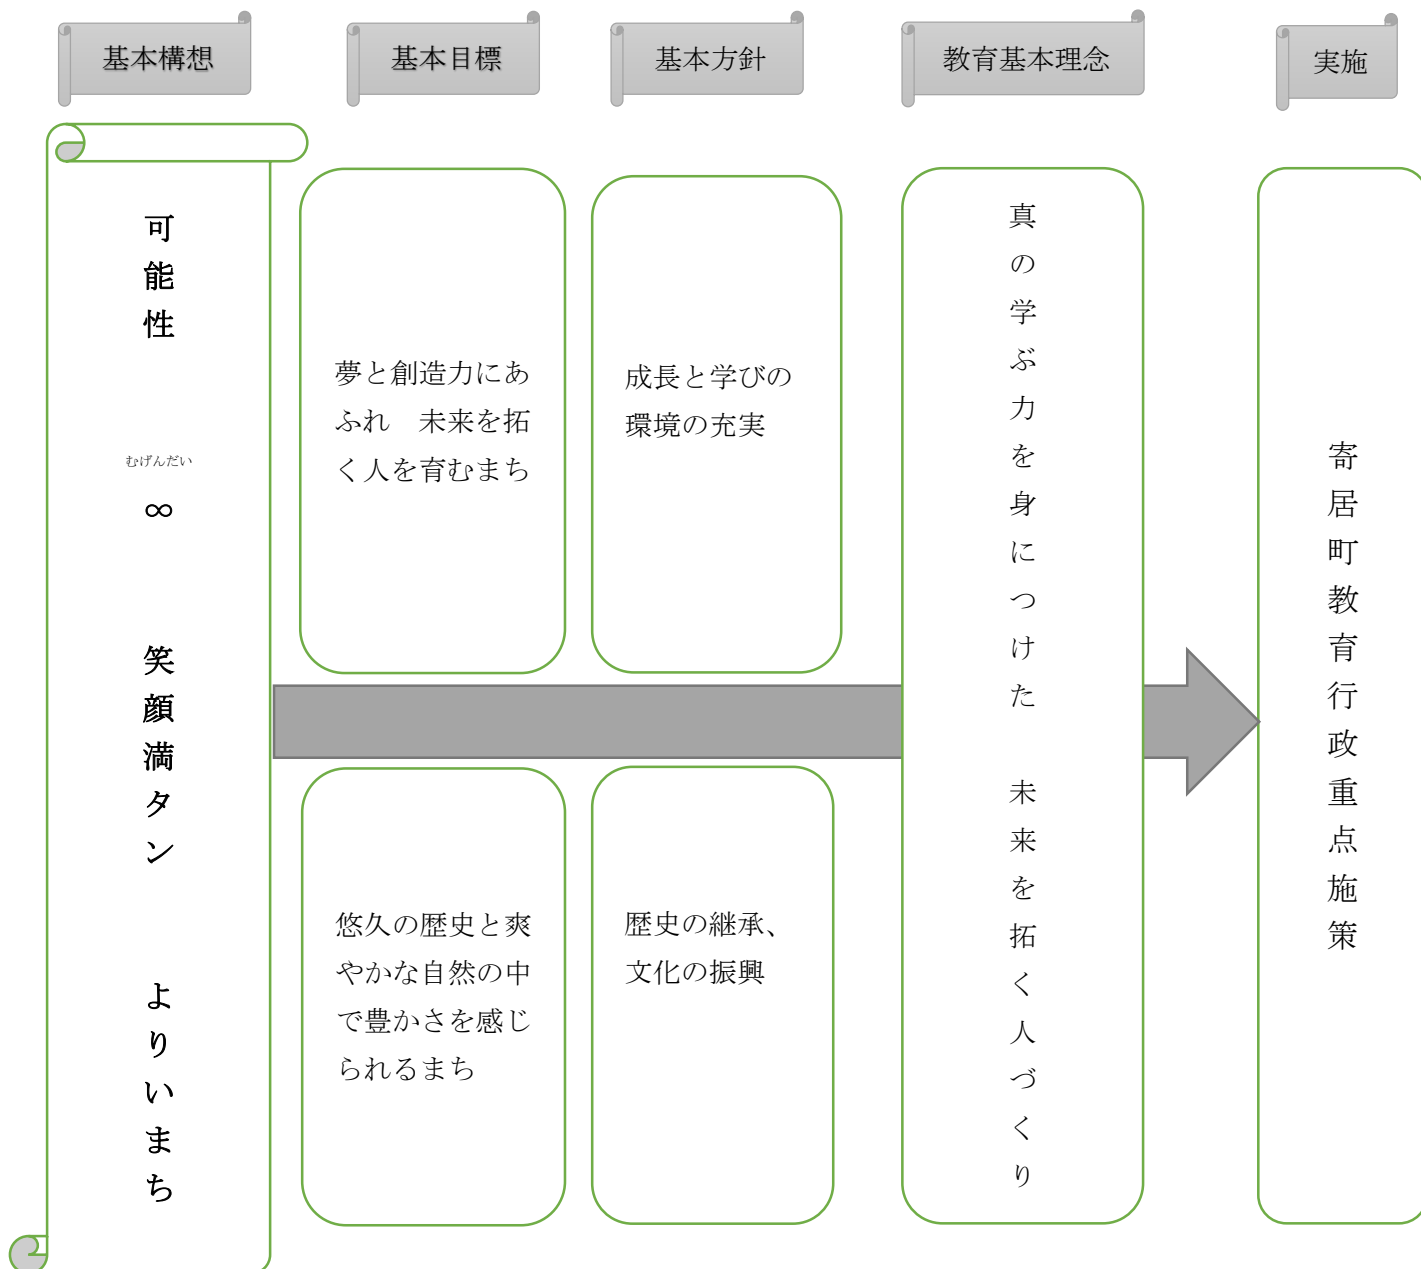 基本構想
基本目標
基本方針
教育基本理念
実施
可能性
むげんだい
∞
笑顔満タン
よりいまち
夢と創造力にあ
ふれ　未来を拓
く人を育むまち
成長と学びの
環境の充実
悠久の歴史と爽
やかな自然の中
で豊かさを感じ
られるまち
歴史の継承、
文化の振興
真の学ぶ力を身につけた　未来を拓く人づくり
寄居町教育行政重点施策